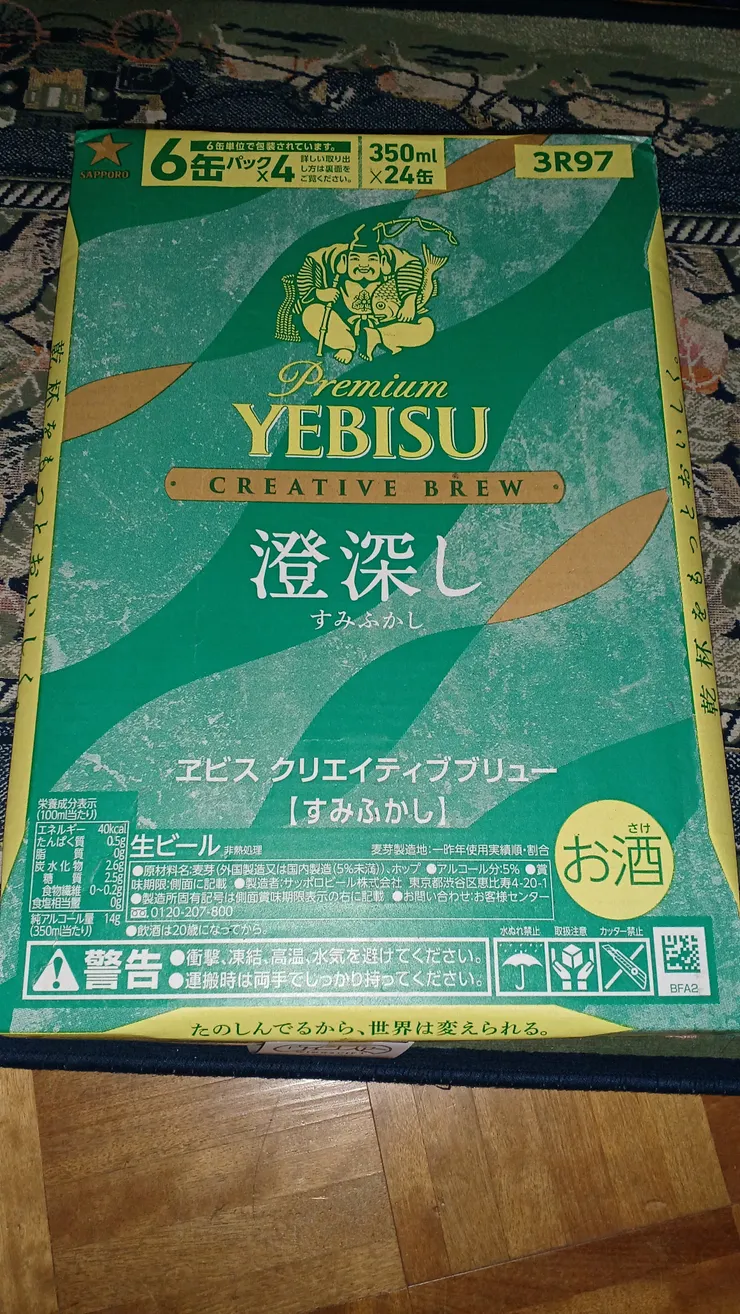 SAPPORO
6缶単位で包装されています。
6缶パック×4
詳しい取り出
し方は裏面を
ご覧ください。
350ml
×24缶
3R97
Premium
YEBISU
CREATIVE BREW
澄深し
すみふかし
乾杯をもっとおいしく。
乾杯をもっとおいしく。
ヱビス クリエイティブブリュー
【すみふかし】
栄養成分表示
(100ml当たり)
エネルギー 40kcal
たんぱく質 0.5g
脂質 0g
炭水化物 2.6g
糖質 2.5g
食物繊維 0~0.2g
食塩相当量 0g
純アルコール量 14g
(350ml当たり)
生ビール 非熱処理
麦芽製造地:一昨年使用実績順・割合
●原材料名:麦芽(外国製造又は国内製造(5%未満))、ホップ ●アルコール分:5% ●賞
味期限:側面に記載 ●製造者:サッポロビール株式会社 東京都渋谷区恵比寿4-20-1
●製造所固有記号は側面賞味期限表示の右に記載 ●お問い合わせ:お客様センター
0120-207-800
●飲酒は20歳になってから。
さけ
お酒
警告
●衝撃、凍結、高温、水気を避けてください。
●運搬時は両手でしっかり持ってください。
水ぬれ禁止 取扱注意 カッター禁止
BFA2
たのしんでるから、世界は変えられる。